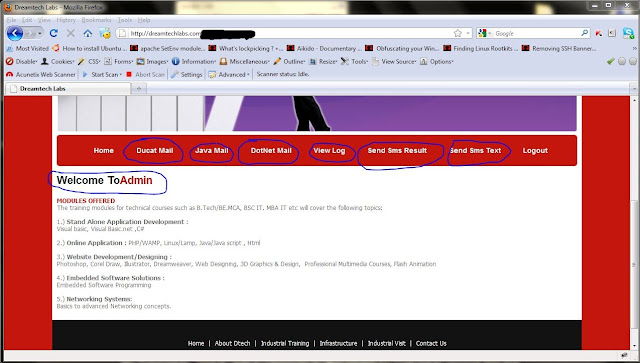 Dreamtech Labs - Mozilla Firefox
File Edit View History Bookmarks Tools Help
http://dreamtechlabs.com
Google
Most Visited How to install Ubuntu ... apache SetEnv module... What's lockpicking ? +... Aikido - Documentary ... Obfuscating your Win... Finding Linux Rootkits ... Removing SSH Banner...
Disable Cookies CSS Forms Images Information Miscellaneous Outline Resize Tools View Source Options
Acunetix Web Scanner Start Scan Abort Scan Settings Advanced Scanner status: Idle.
Dreamtech Labs
Home Ducat Mail Java Mail DotNet Mail View Log Send Sms Result Send Sms Text Logout
Welcome ToAdmin
MODULES OFFERED
The training modules for technical courses such as B.Tech/BE.MCA, BSC IT. MBA IT etc will cover the following topics:
1.) Stand Alone Application Development :
Visual basic, Visual Basic.net ,C#
2.) Online Application : PHP/WAMP, Linux/Lamp, Java/Java script , Html
3.) Website Development/Designing :
Photoshop, Corel Draw, Illustrator, Dreamweaver, Web Designing, 3D Graphics & Design, Professional Multimedia Courses, Flash Animation
4.) Embedded Software Solutions :
Embedded Software Programming
5.) Networking Systems:
Basics to advanced Networking concepts.
Home | About Dtech | Industrial Training | Infrastructure | Industrial Visit | Contact Us